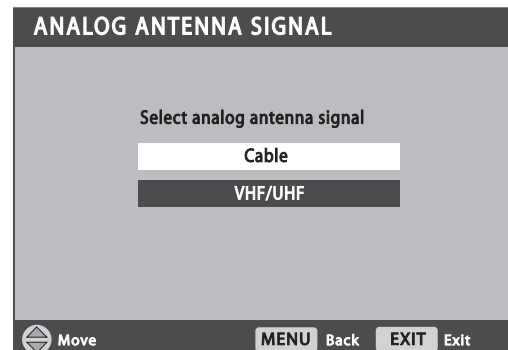 ANALOG ANTENNA SIGNAL
Select analog antenna signal
Cable
VHF/UHF
Move MENU Back EXIT Exit